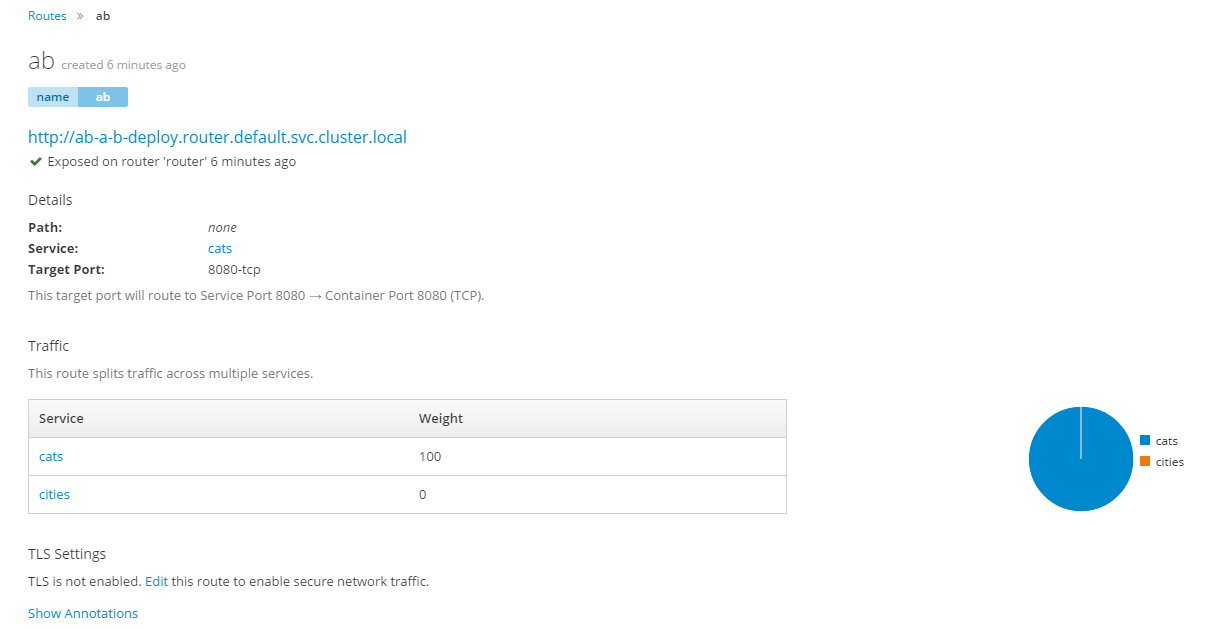 Routes » ab
ab created 6 minutes ago
name ab
http://ab-a-b-deploy.router.default.svc.cluster.local
Exposed on router 'router' 6 minutes ago
Details
Path: none
Service: cats
Target Port: 8080-tcp
This target port will route to Service Port 8080 → Container Port 8080 (TCP).
Traffic
This route splits traffic across multiple services.
Service Weight
cats 100
cities 0
cats
cities
TLS Settings
TLS is not enabled. Edit this route to enable secure network traffic.
Show Annotations